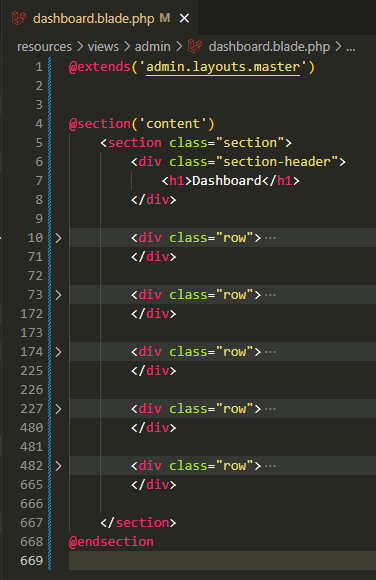 dashboard.blade.php M ×
resources > views > admin > dashboard.blade.php > ...
1 @extends('admin.layouts.master')
2
3
4 @section('content')
5 <section class="section">
6 <div class="section-header">
7 <h1>Dashboard</h1>
8 </div>
9
10 > <div class="row">⋯
71 </div>
72
73 > <div class="row">⋯
172 </div>
173
174 > <div class="row">⋯
225 </div>
226
227 > <div class="row">⋯
480 </div>
481
482 > <div class="row">⋯
665 </div>
666
667 </section>
668 @endsection
669